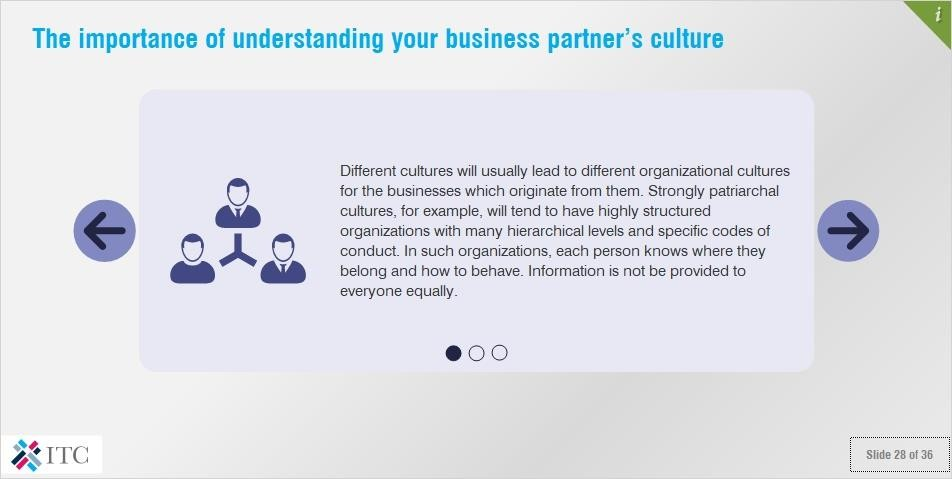 The importance of understanding your business partner's culture
i
Different cultures will usually lead to different organizational cultures
for the businesses which originate from them. Strongly patriarchal
cultures, for example, will tend to have highly structured
organizations with many hierarchical levels and specific codes of
conduct. In such organizations, each person knows where they
belong and how to behave. Information is not be provided to
everyone equally.
ITC
Slide 28 of 36